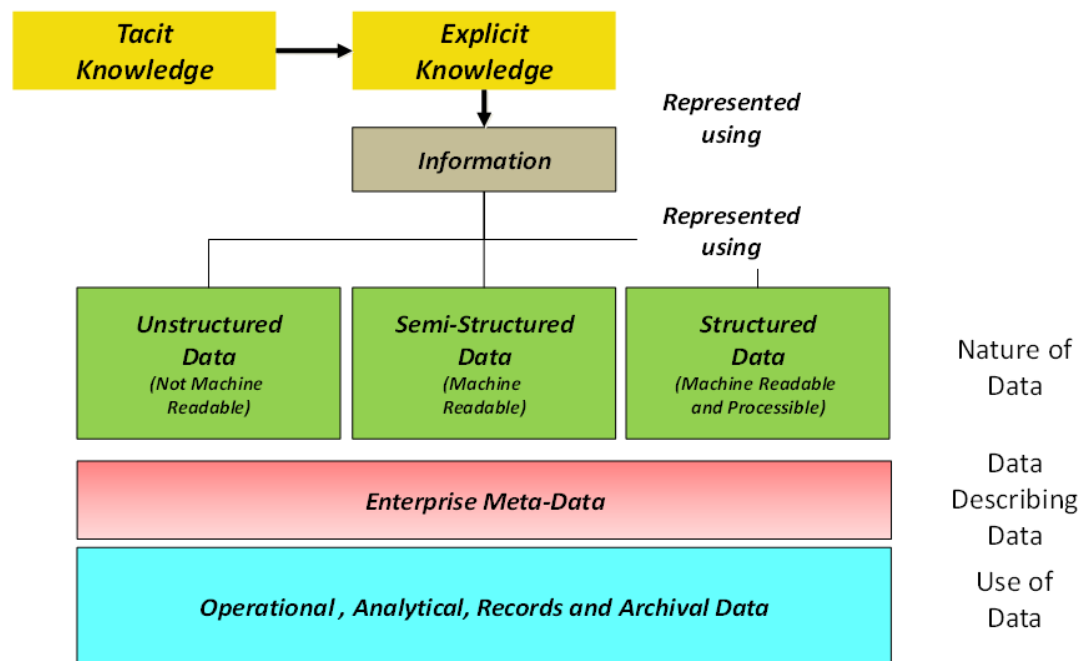 Tacit
Knowledge
Explicit
Knowledge
Represented
using
Information
Represented
using
Unstructured
Data
(Not Machine
Readable)
Semi-Structured
Data
(Machine
Readable)
Structured
Data
(Machine Readable
and Processible)
Nature of
Data
Enterprise Meta-Data
Data
Describing
Data
Operational , Analytical, Records and Archival Data
Use of
Data